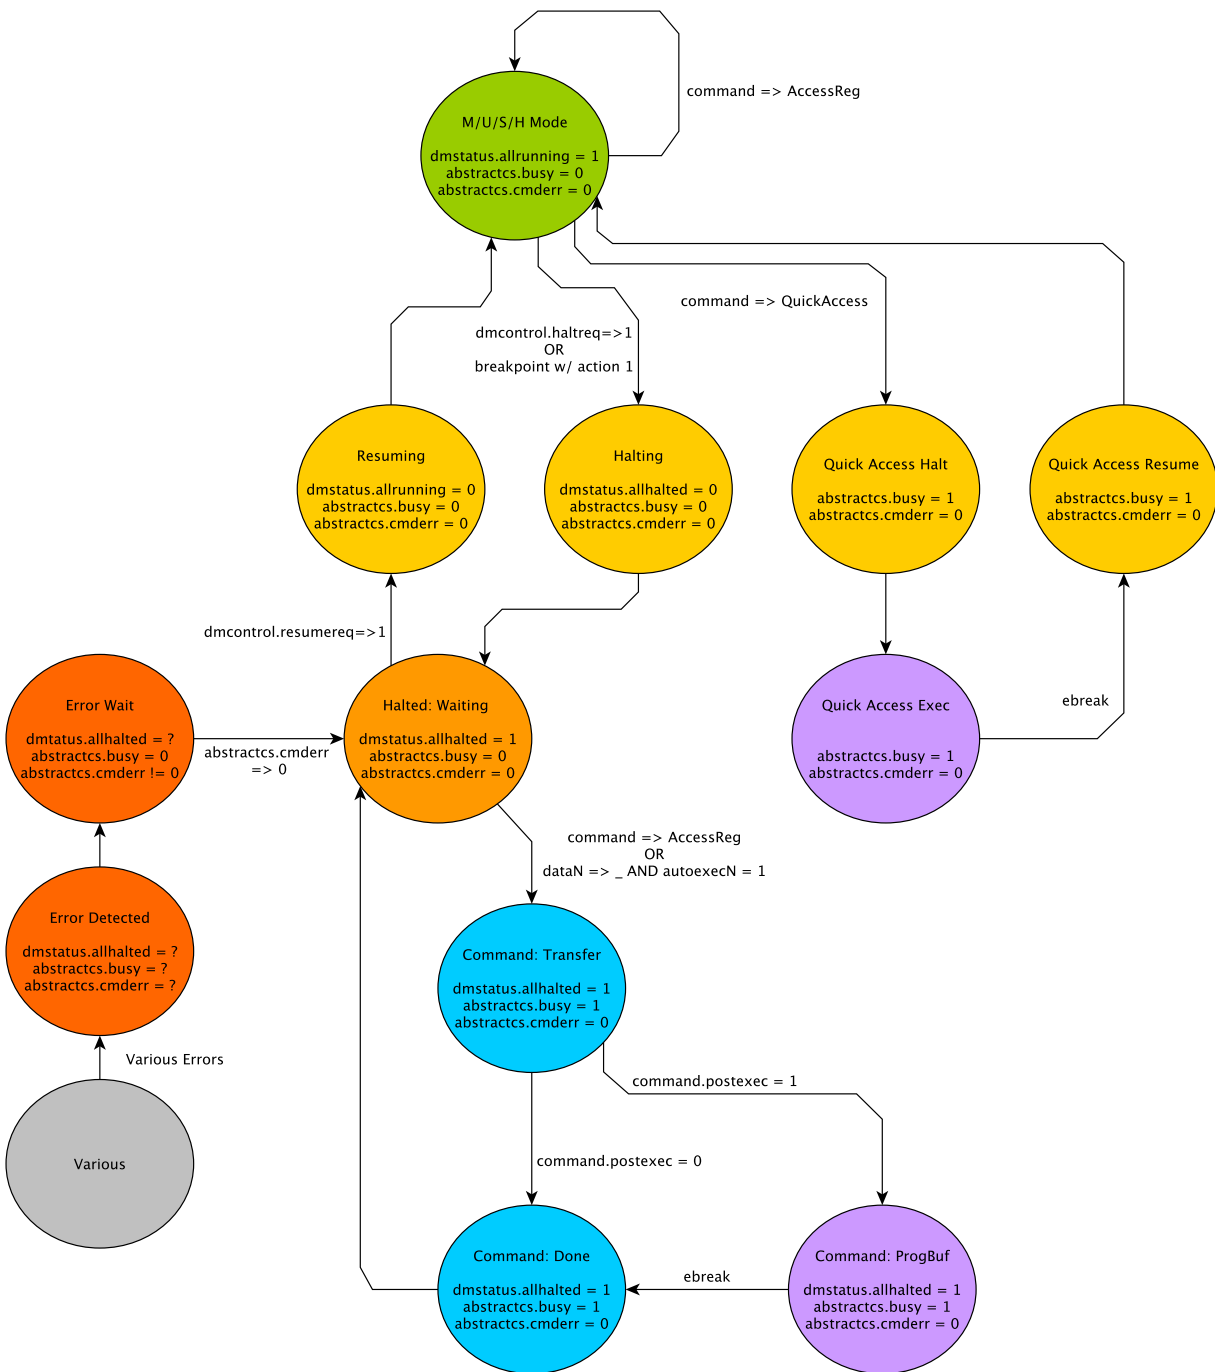 command => AccessReg
M/U/S/H Mode
dmstatus.allrunning = 1
abstractcs.busy = 0
abstractcs.cmderr = 0
command => QuickAccess
dmcontrol.haltreq=>1
OR
breakpoint w/ action 1
Resuming
dmstatus.allrunning = 0
abstractcs.busy = 0
abstractcs.cmderr = 0
Halting
dmstatus.allhalted = 0
abstractcs.busy = 0
abstractcs.cmderr = 0
Quick Access Halt
abstractcs.busy = 1
abstractcs.cmderr = 0
Quick Access Resume
abstractcs.busy = 1
abstractcs.cmderr = 0
dmcontrol.resumereq=>1
Error Wait
dmtatus.allhalted = ?
abstractcs.busy = 0
abstractcs.cmderr != 0
abstractcs.cmderr
=> 0
Halted: Waiting
dmstatus.allhalted = 1
abstractcs.busy = 0
abstractcs.cmderr = 0
Quick Access Exec
abstractcs.busy = 1
abstractcs.cmderr = 0
ebreak
command => AccessReg
OR
dataN => _ AND autoexecN = 1
Error Detected
dmstatus.allhalted = ?
abstractcs.busy = ?
abstractcs.cmderr = ?
Command: Transfer
dmstatus.allhalted = 1
abstractcs.busy = 1
abstractcs.cmderr = 0
Various Errors
command.postexec = 1
Various
command.postexec = 0
Command: Done
dmstatus.allhalted = 1
abstractcs.busy = 1
abstractcs.cmderr = 0
ebreak
Command: ProgBuf
dmstatus.allhalted = 1
abstractcs.busy = 1
abstractcs.cmderr = 0